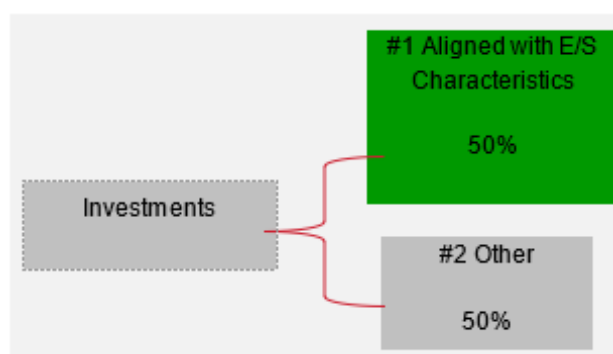 #1 Aligned with E/S
Characteristics
50%
Investments
#2 Other
50%